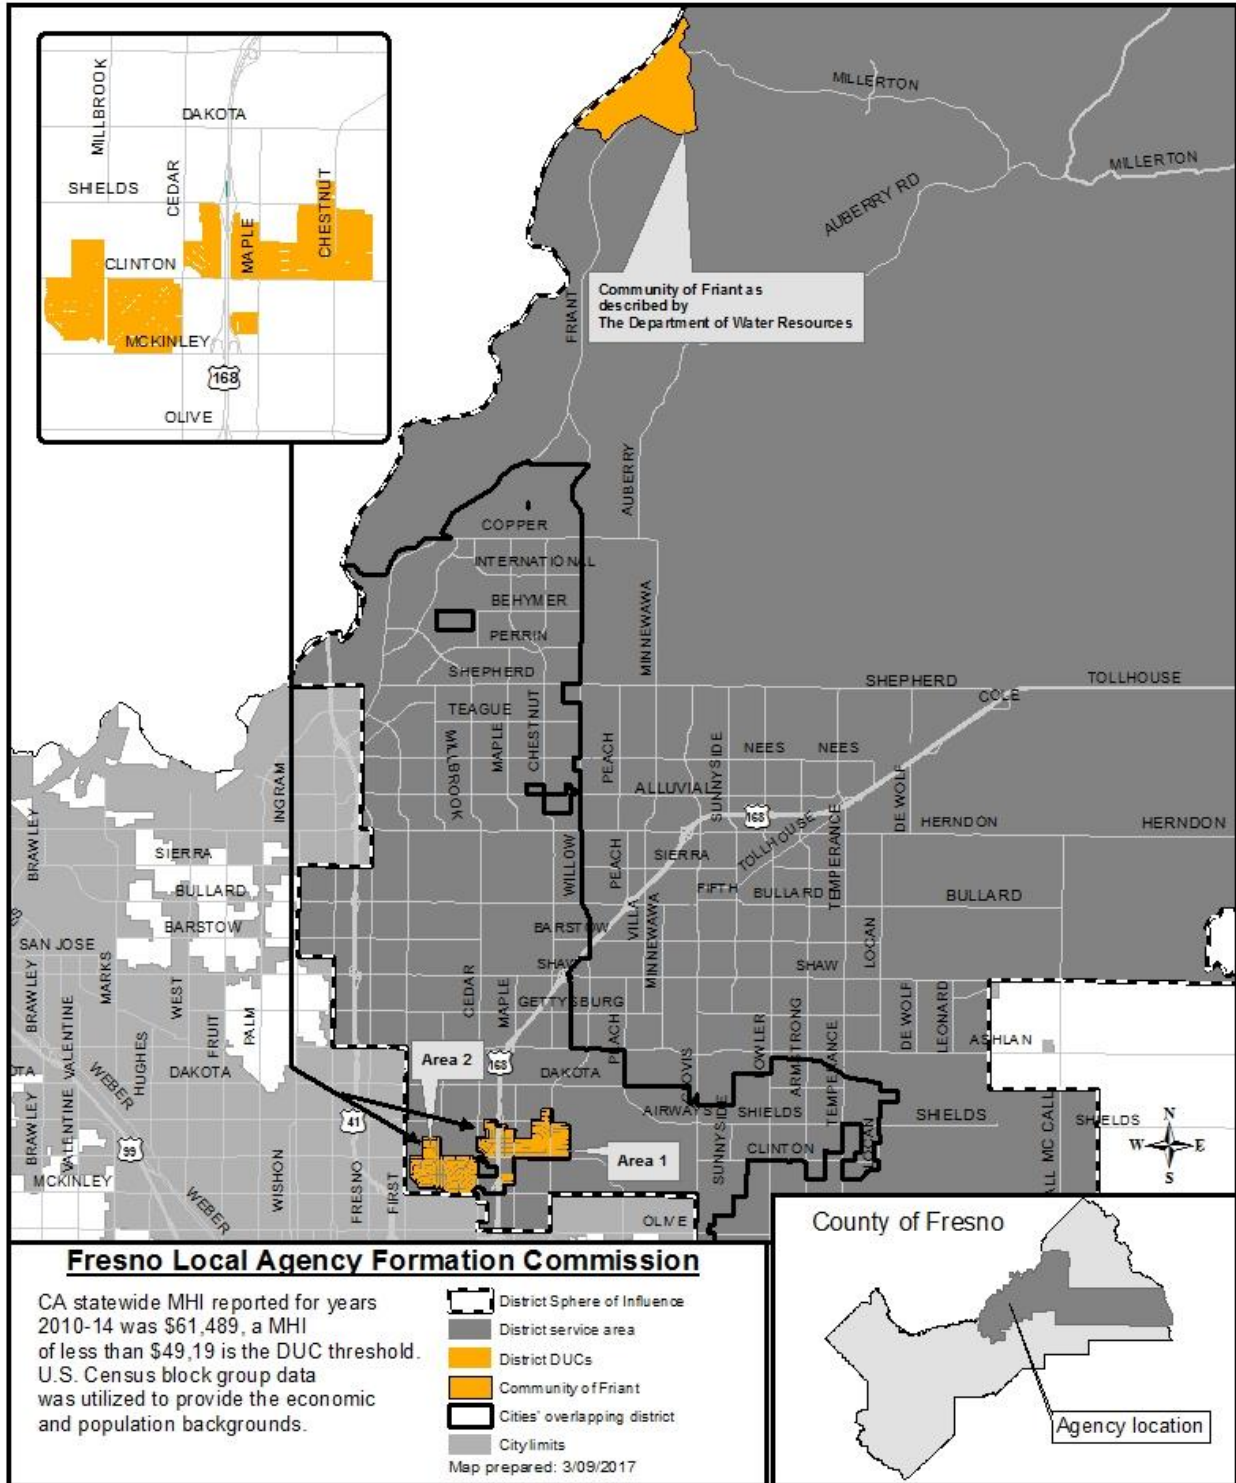 MILLBROOK
DAKOTA
CEDAR
SHIELDS
CHESTNUT
MAPLE
CLINTON
MCKINLEY
168
OLIVE
MILLERTON
MILLERTON
AUBERRY RD
Community of Friant as
described by
The Department of Water Resources
FRIANT
AUBERRY
COPPER
INTERNATIONAL
BEHYMER
PERRIN
MINNEWAWA
SHEPHERD
SHEPHERD
TOLLHOUSE
COLE
TEAGUE
MILLBROOK
MAPLE
CHESTNUT
PEACH
SUNNYSIDE
NEES
NEES
INGRAM
ALLUVIAL
168
DE WOLF
TOLLHOUSE
HERNDON
HERNDON
BRAWLEY
SIERRA
WILLOW
PEACH
SIERRA
TEMPERANCE
BULLARD
FIFTH
BULLARD
BULLARD
BARSTOW
BARSTOW
VILLA
MINNEWAWA
SAN JOSE
MARKS
WEST
SHAW
SHAW
LOCAN
BRAWLEY
VALENTINE
FRUIT
PALM
CEDAR
MAPLE
GETTYSBURG
PEACH
DE WOLF
LEONARD
ASHLAN
HUGHES
DAKOTA
Area 2
168
DAKOTA
CLOVIS
OWLER
ARMSTRONG
TEMPERANCE
OTA
WEBER
BRAWLEY
VALENTINE
41
AIRWAYS
SHIELDS
SHIELDS
SHIELDS
99
SUNNYSIDE
CLINTON
LOCAN
ALL MC CALL
N
W E
S
MCKINLEY
WISHON
FRESNO
FIRST
Area 1
WEBER
OLIVE
Fresno Local Agency Formation Commission
CA statewide MHI reported for years
2010-14 was $61,489, a MHI
of less than $49,19 is the DUC threshold.
U.S. Census block group data
was utilized to provide the economic
and population backgrounds.
District Sphere of Influence
District service area
District DUCs
Community of Friant
Cities' overlapping district
City limits
Map prepared: 3/09/2017
County of Fresno
Agency location